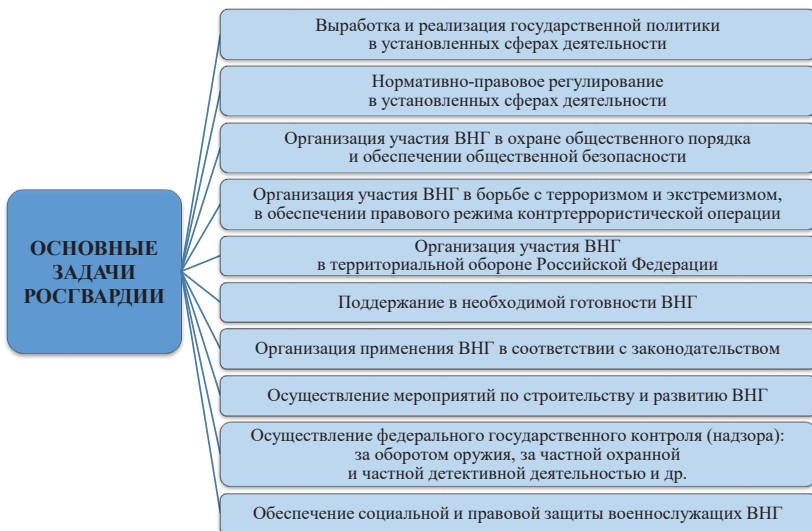 Выработка и реализация государственной политики
в установленных сферах деятельности
Нормативно-правовое регулирование
в установленных сферах деятельности
Организация участия ВНГ в охране общественного порядка
и обеспечении общественной безопасности
Организация участия ВНГ в борьбе с терроризмом и экстремизмом,
в обеспечении правового режима контртеррористической операции
ОСНОВНЫЕ
ЗАДАЧИ
РОСГВАРДИИ
Организация участия ВНГ
в территориальной обороне Российской Федерации
Поддержание в необходимой готовности ВНГ
Организация применения ВНГ в соответствии с законодательством
Осуществление мероприятий по строительству и развитию ВНГ
Осуществление федерального государственного контроля (надзора):
за оборотом оружия, за частной охранной
и частной детективной деятельностью и др.
Обеспечение социальной и правовой защиты военнослужащих ВНГ